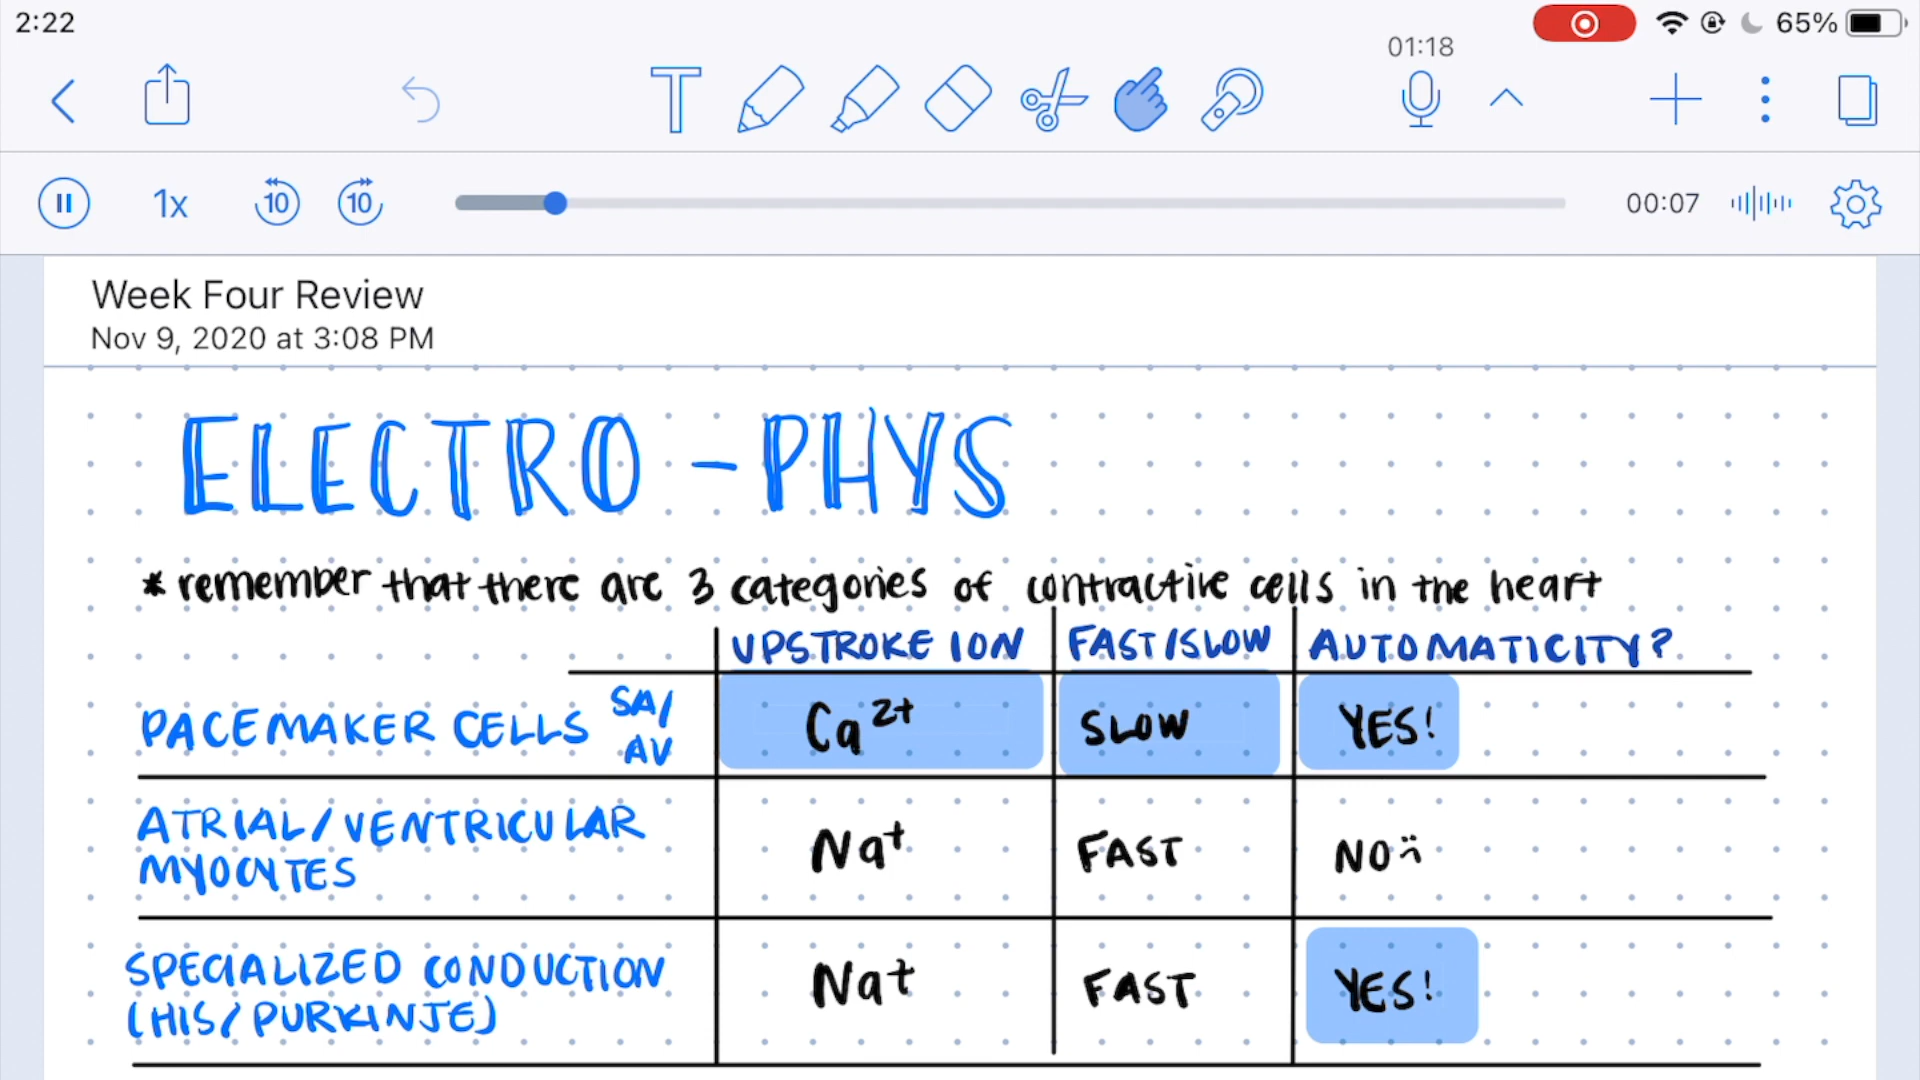 2:22
65%
01:18
1x
10
10
00:07
Week Four Review
Nov 9, 2020 at 3:08 PM
ELECTRO-PHYS
* remember that there are 3 categories of contractive cells in the heart
UPSTROKE ION FAST/SLOW AUTOMATICITY?
PACEMAKER CELLS SA/AV Ca²⁺ SLOW YES!
ATRIAL/VENTRICULAR
MYOCYTES Na⁺ FAST NO
SPECIALIZED CONDUCTION
(HIS/PURKINJE) Na⁺ FAST YES!